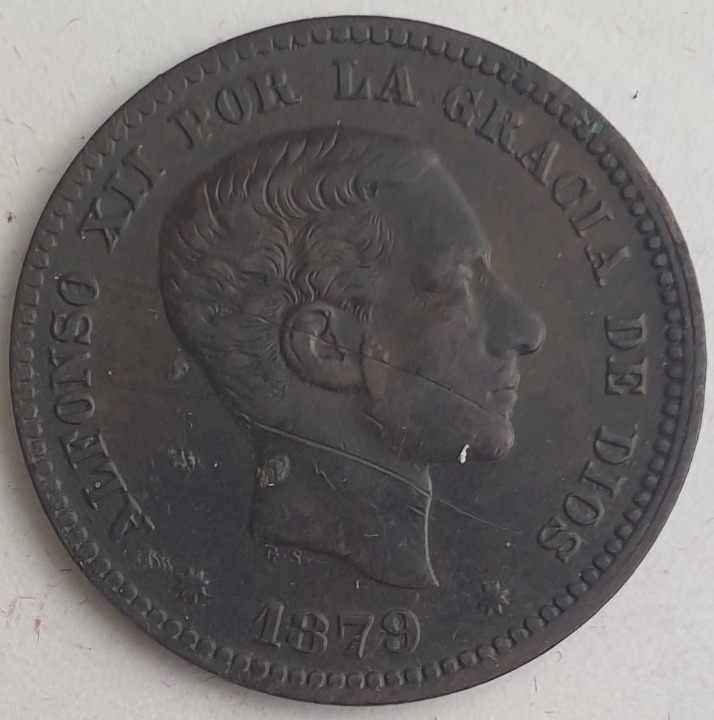 ALFONSO XII POR LA GRACIA DE DIOS
G.S.
1879